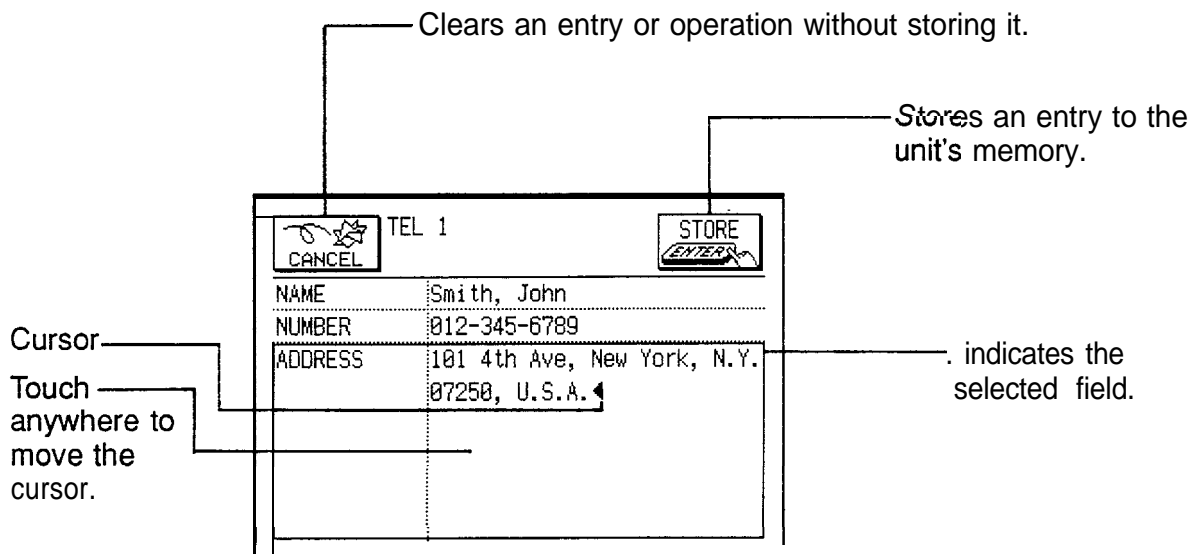 Clears an entry or operation without storing it.
Stores an entry to the
unit's memory.
CANCEL
TEL 1
STORE
ENTER
NAME Smith, John
NUMBER 012-345-6789
ADDRESS 101 4th Ave, New York, N.Y.
07250, U.S.A.
Cursor
Touch
anywhere to
move the
cursor.
. indicates the
selected field.